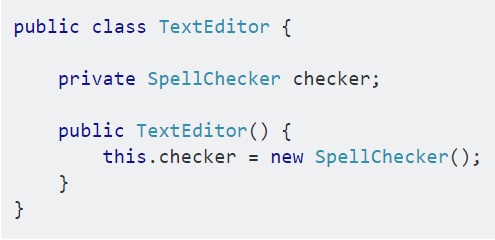 public class TextEditor {
private SpellChecker checker;
public TextEditor() {
this.checker = new SpellChecker();
}
}